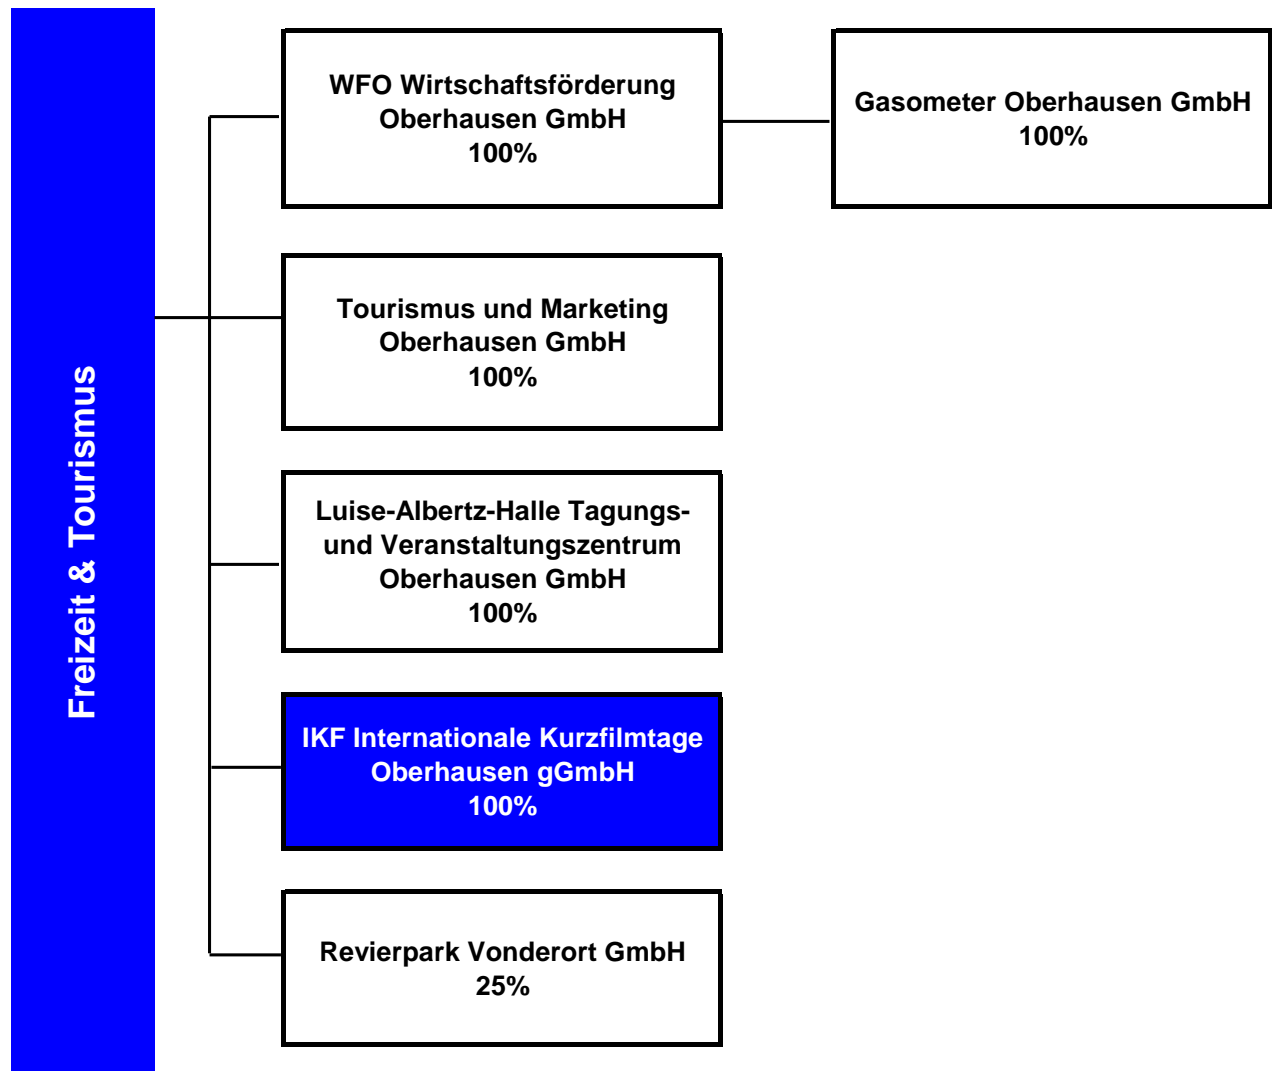 Freizeit & Tourismus
WFO Wirtschaftsförderung
Oberhausen GmbH
100%
Gasometer Oberhausen GmbH
100%
Tourismus und Marketing
Oberhausen GmbH
100%
Luise-Albertz-Halle Tagungs-
und Veranstaltungszentrum
Oberhausen GmbH
100%
IKF Internationale Kurzfilmtage
Oberhausen gGmbH
100%
Revierpark Vonderort GmbH
25%